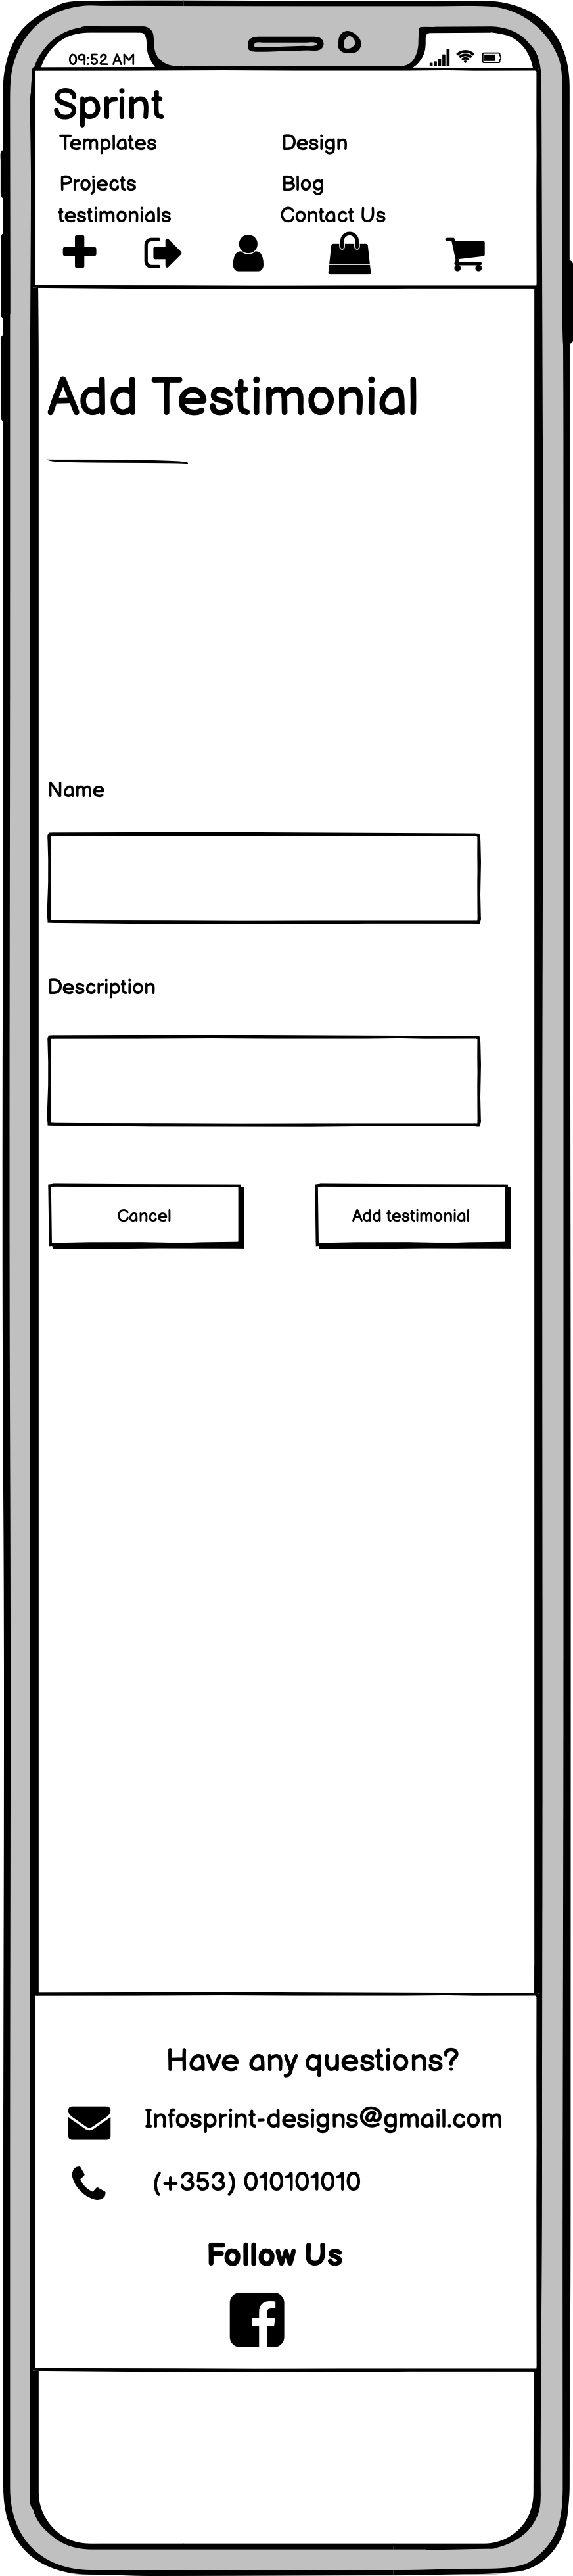 09:52 AM
Sprint
Templates Design
Projects Blog
testimonials Contact Us
Add Testimonial
Name
Description
Cancel Add testimonial
Have any questions?
Infosprint-designs@gmail.com
(+353) 010101010
Follow Us